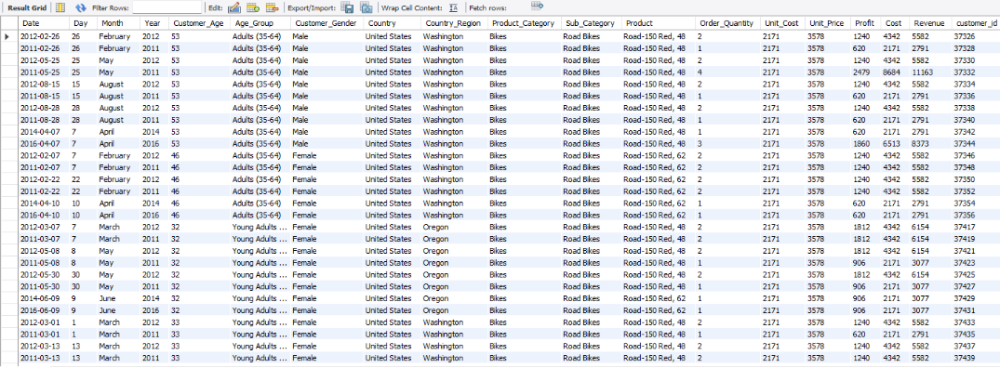 Result Grid Filter Rows: Edit: Export/Import: Wrap Cell Content: Fetch rows:
Date Day Month Year Customer_Age Age_Group Customer_Gender Country Country_Region Product_Category Sub_Category Product Order_Quantity Unit_Cost Unit_Price Profit Cost Revenue customer_id
2012-02-26 26 February 2012 53 Adults (35-64) Male United States Washington Bikes Road Bikes Road-150 Red, 48 2 2171 3578 1240 4342 5582 37326
2011-02-26 26 February 2011 53 Adults (35-64) Male United States Washington Bikes Road Bikes Road-150 Red, 48 1 2171 3578 620 2171 2791 37328
2012-05-25 25 May 2012 53 Adults (35-64) Male United States Washington Bikes Road Bikes Road-150 Red, 48 2 2171 3578 1240 4342 5582 37330
2011-05-25 25 May 2011 53 Adults (35-64) Male United States Washington Bikes Road Bikes Road-150 Red, 48 4 2171 3578 2479 8684 11163 37332
2012-08-15 15 August 2012 53 Adults (35-64) Male United States Washington Bikes Road Bikes Road-150 Red, 48 2 2171 3578 1240 4342 5582 37334
2011-08-15 15 August 2011 53 Adults (35-64) Male United States Washington Bikes Road Bikes Road-150 Red, 48 1 2171 3578 620 2171 2791 37336
2012-08-28 28 August 2012 53 Adults (35-64) Male United States Washington Bikes Road Bikes Road-150 Red, 48 2 2171 3578 1240 4342 5582 37338
2011-08-28 28 August 2011 53 Adults (35-64) Male United States Washington Bikes Road Bikes Road-150 Red, 48 1 2171 3578 620 2171 2791 37340
2014-04-07 7 April 2014 53 Adults (35-64) Male United States Washington Bikes Road Bikes Road-150 Red, 48 1 2171 3578 620 2171 2791 37342
2016-04-07 7 April 2016 53 Adults (35-64) Male United States Washington Bikes Road Bikes Road-150 Red, 48 3 2171 3578 1860 6513 8373 37344
2012-02-07 7 February 2012 46 Adults (35-64) Female United States Washington Bikes Road Bikes Road-150 Red, 62 2 2171 3578 1240 4342 5582 37346
2011-02-07 7 February 2011 46 Adults (35-64) Female United States Washington Bikes Road Bikes Road-150 Red, 62 2 2171 3578 1240 4342 5582 37348
2012-02-22 22 February 2012 46 Adults (35-64) Female United States Washington Bikes Road Bikes Road-150 Red, 62 2 2171 3578 1240 4342 5582 37350
2011-02-22 22 February 2011 46 Adults (35-64) Female United States Washington Bikes Road Bikes Road-150 Red, 62 2 2171 3578 1240 4342 5582 37352
2014-04-10 10 April 2014 46 Adults (35-64) Female United States Washington Bikes Road Bikes Road-150 Red, 62 1 2171 3578 620 2171 2791 37354
2016-04-10 10 April 2016 46 Adults (35-64) Female United States Washington Bikes Road Bikes Road-150 Red, 62 1 2171 3578 620 2171 2791 37356
2012-03-07 7 March 2012 32 Young Adults ... Female United States Oregon Bikes Road Bikes Road-150 Red, 48 2 2171 3578 1812 4342 6154 37417
2011-03-07 7 March 2011 32 Young Adults ... Female United States Oregon Bikes Road Bikes Road-150 Red, 48 2 2171 3578 1812 4342 6154 37419
2012-05-08 8 May 2012 32 Young Adults ... Female United States Oregon Bikes Road Bikes Road-150 Red, 48 2 2171 3578 1812 4342 6154 37421
2011-05-08 8 May 2011 32 Young Adults ... Female United States Oregon Bikes Road Bikes Road-150 Red, 48 1 2171 3578 906 2171 3077 37423
2012-05-30 30 May 2012 32 Young Adults ... Female United States Oregon Bikes Road Bikes Road-150 Red, 48 2 2171 3578 1812 4342 6154 37425
2011-05-30 30 May 2011 32 Young Adults ... Female United States Oregon Bikes Road Bikes Road-150 Red, 48 1 2171 3578 906 2171 3077 37427
2014-06-09 9 June 2014 32 Young Adults ... Female United States Oregon Bikes Road Bikes Road-150 Red, 48 1 2171 3578 906 2171 3077 37429
2016-06-09 9 June 2016 32 Young Adults ... Female United States Oregon Bikes Road Bikes Road-150 Red, 48 1 2171 3578 906 2171 3077 37431
2012-03-01 1 March 2012 33 Young Adults ... Female United States Washington Bikes Road Bikes Road-150 Red, 48 2 2171 3578 1240 4342 5582 37433
2011-03-01 1 March 2011 33 Young Adults ... Female United States Washington Bikes Road Bikes Road-150 Red, 48 1 2171 3578 620 2171 2791 37435
2012-03-13 13 March 2012 33 Young Adults ... Female United States Washington Bikes Road Bikes Road-150 Red, 48 2 2171 3578 1240 4342 5582 37437
2011-03-13 13 March 2011 33 Young Adults ... Female United States Washington Bikes Road Bikes Road-150 Red, 48 2 2171 3578 1240 4342 5582 37439